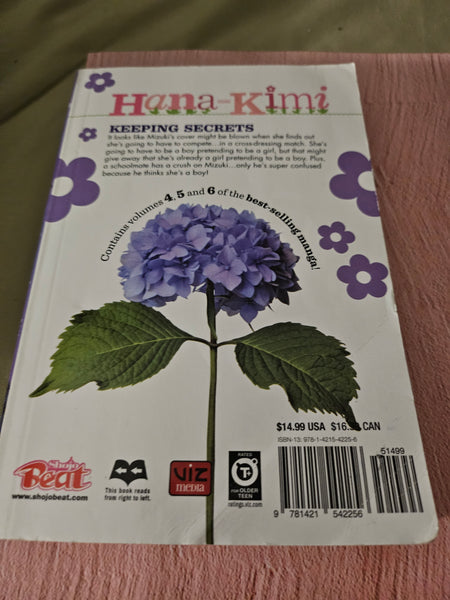 Hana-Kimi
KEEPING SECRETS
It looks like Mizuki's cover might be blown when she finds out
she's going to have to compete...in a cross-dressing match. She's
going to have to be a boy pretending to be a girl, but that might
give away that she's already a girl pretending to be a boy. Plus,
a schoolmate has a crush on Mizuki...only he's super confused
because he thinks she's a boy!
Contains volumes 4, 5 and 6 of the best-selling manga!
$14.99 USA $16.99 CAN
ISBN-13: 978-1-4215-4225-6
51499
Shojo
Beat
www.shojobeat.com
This book reads
from right to left.
VIZ
media
RATED
T+
FOR OLDER
TEEN
ratings.viz.com
9 781421 542256